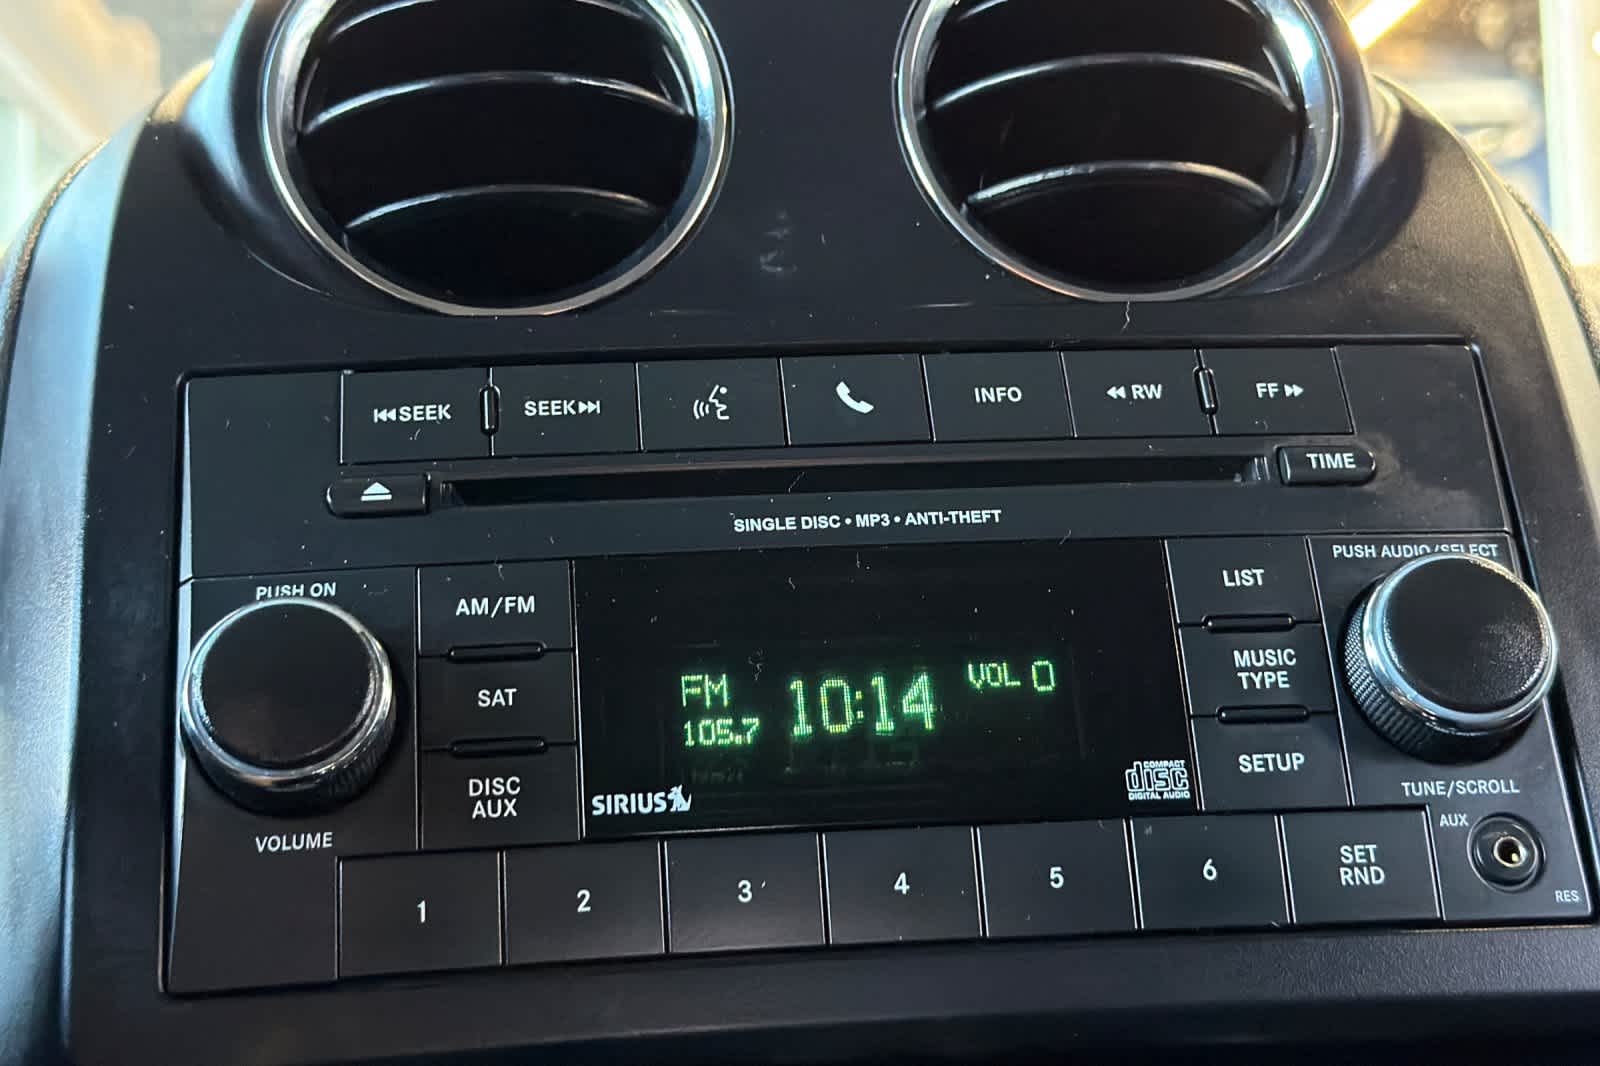 SEEK
SEEK
INFO
RW
FF
TIME
SINGLE DISC • MP3 • ANTI-THEFT
PUSH ON
AM/FM
SAT
DISC
AUX
VOLUME
FM
105.7
10:14
VOL 0
SIRIUS
COMPACT
disc
DIGITAL AUDIO
LIST
MUSIC
TYPE
SETUP
PUSH AUDIO/SELECT
TUNE/SCROLL
AUX
RES
1
2
3
4
5
6
SET
RND